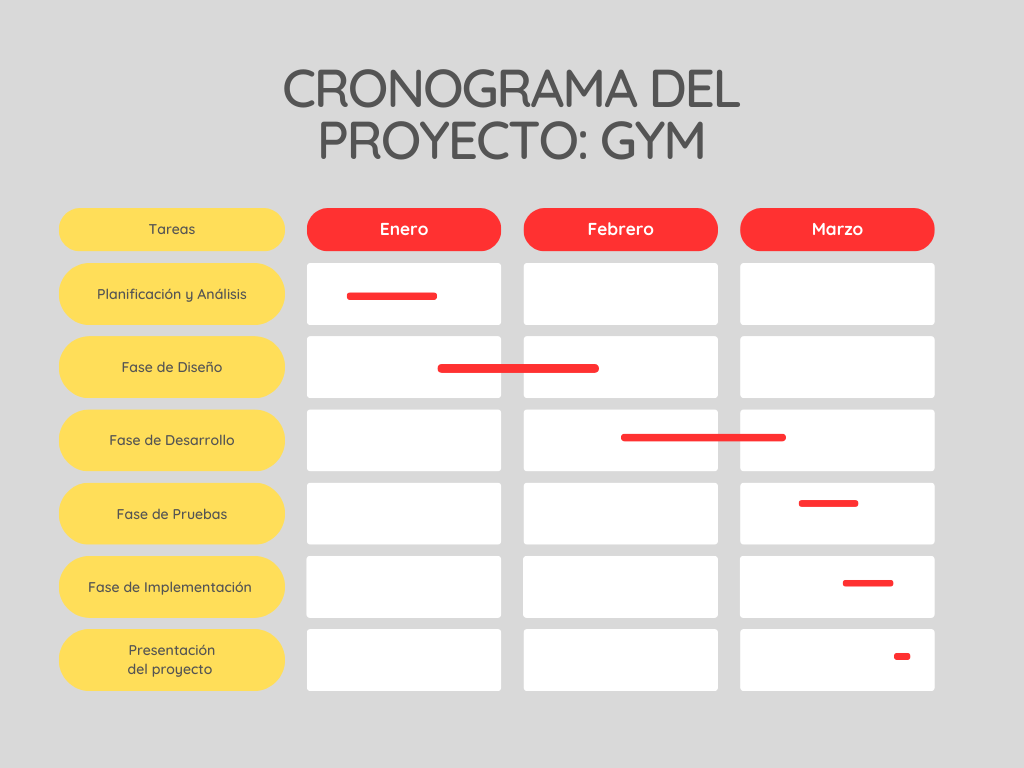 CRONOGRAMA DEL
PROYECTO: GYM
Tareas
Enero
Febrero
Marzo
Planificación y Análisis
Fase de Diseño
Fase de Desarrollo
Fase de Pruebas
Fase de Implementación
Presentación
del proyecto